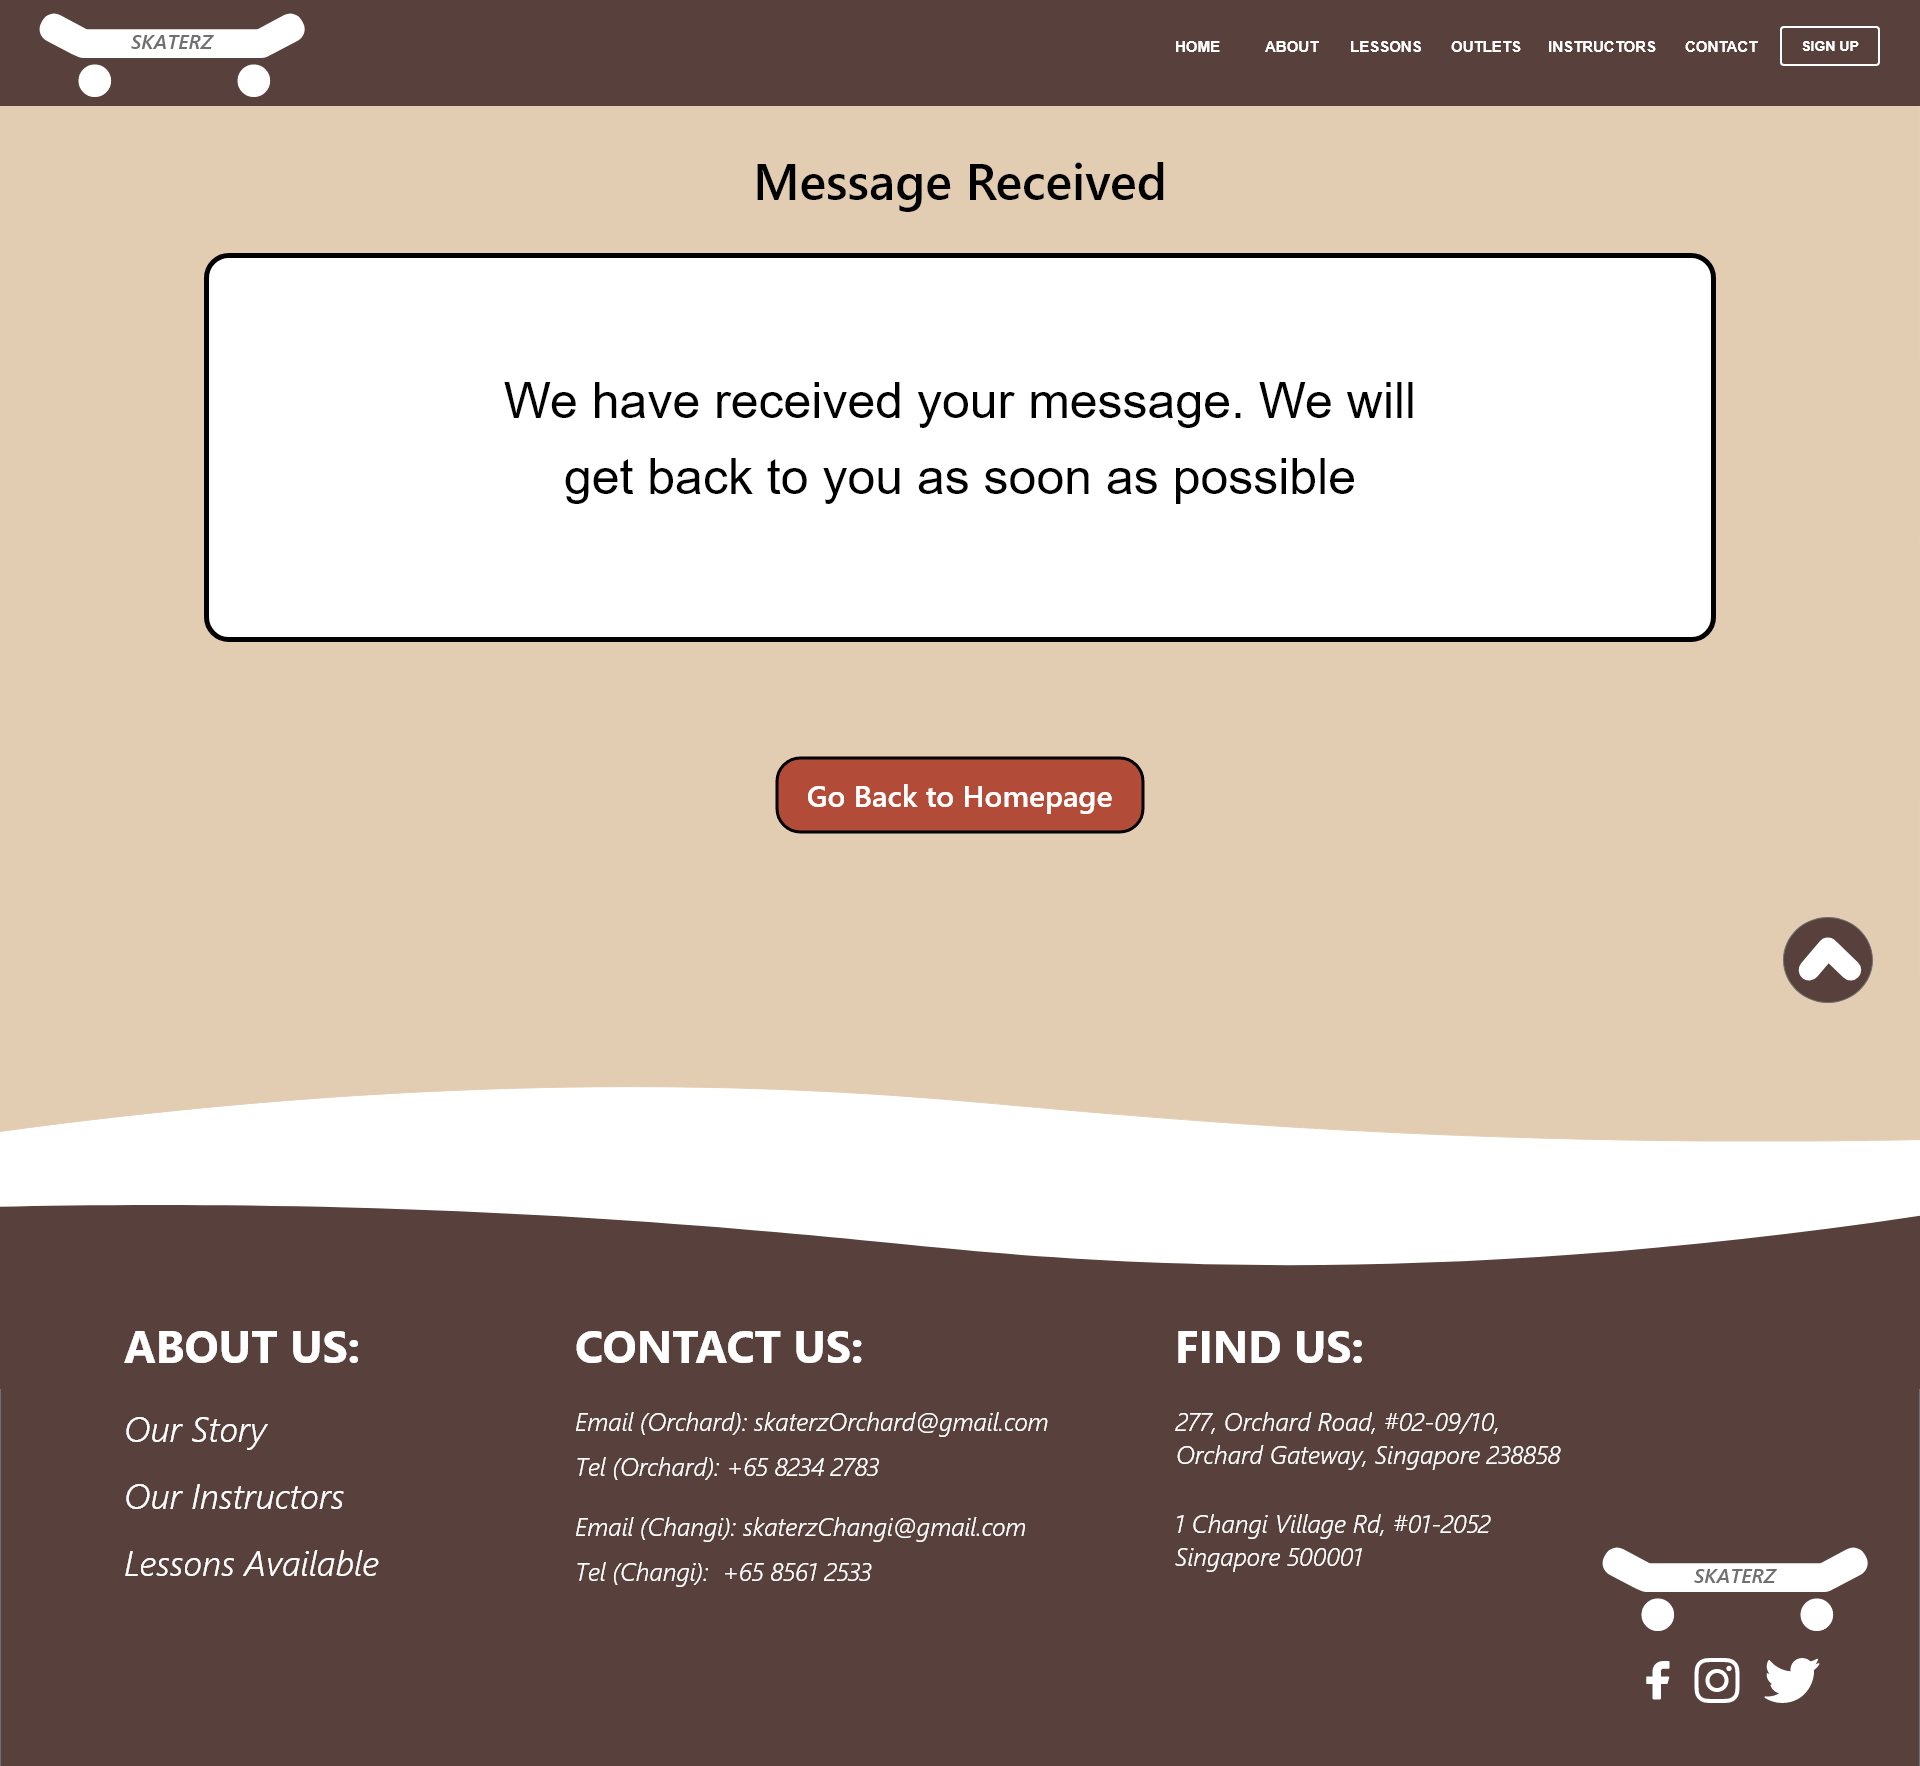 SKATERZ
HOME
ABOUT
LESSONS
OUTLETS
INSTRUCTORS
CONTACT
SIGN UP
Message Received
We have received your message. We will
get back to you as soon as possible
Go Back to Homepage
ABOUT US:
Our Story
Our Instructors
Lessons Available
CONTACT US:
Email (Orchard): skaterzOrchard@gmail.com
Tel (Orchard): +65 8234 2783
Email (Changi): skaterzChangi@gmail.com
Tel (Changi):  +65 8561 2533
FIND US:
277, Orchard Road, #02-09/10,
Orchard Gateway, Singapore 238858
1 Changi Village Rd, #01-2052
Singapore 500001
SKATERZ